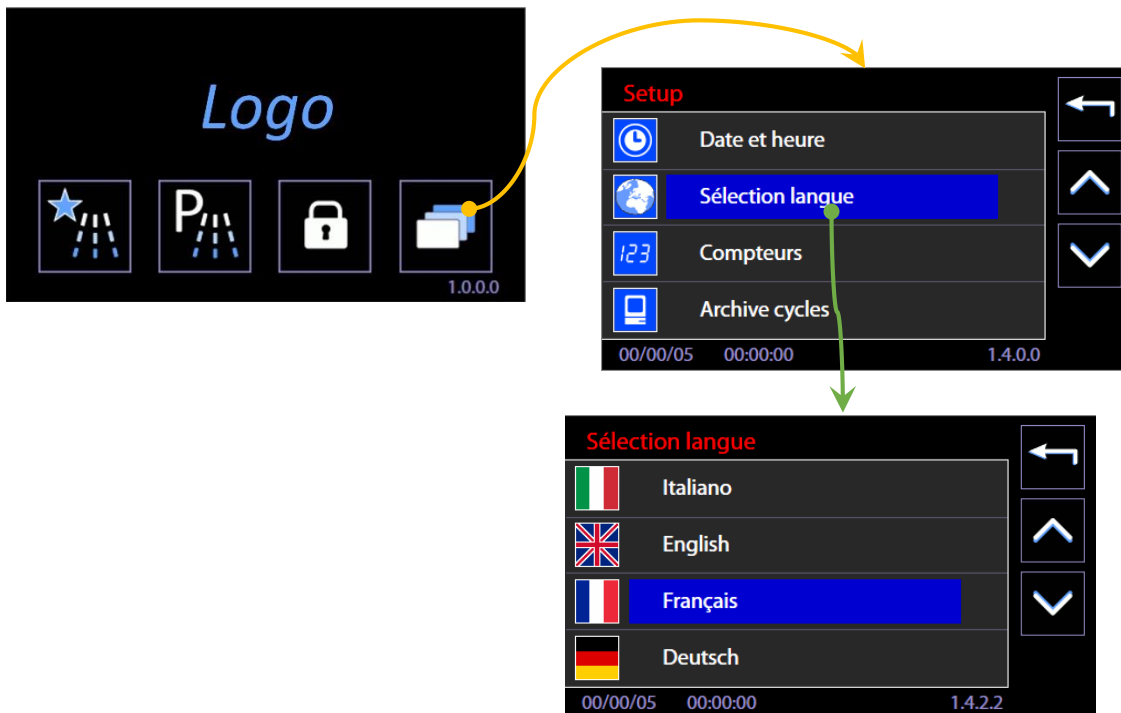 Logo
P
1.0.0.0
Setup
Date et heure
Sélection langue
123
Compteurs
Archive cycles
00/00/05 00:00:00 1.4.0.0
Sélection langue
Italiano
English
Français
Deutsch
00/00/05 00:00:00 1.4.2.2